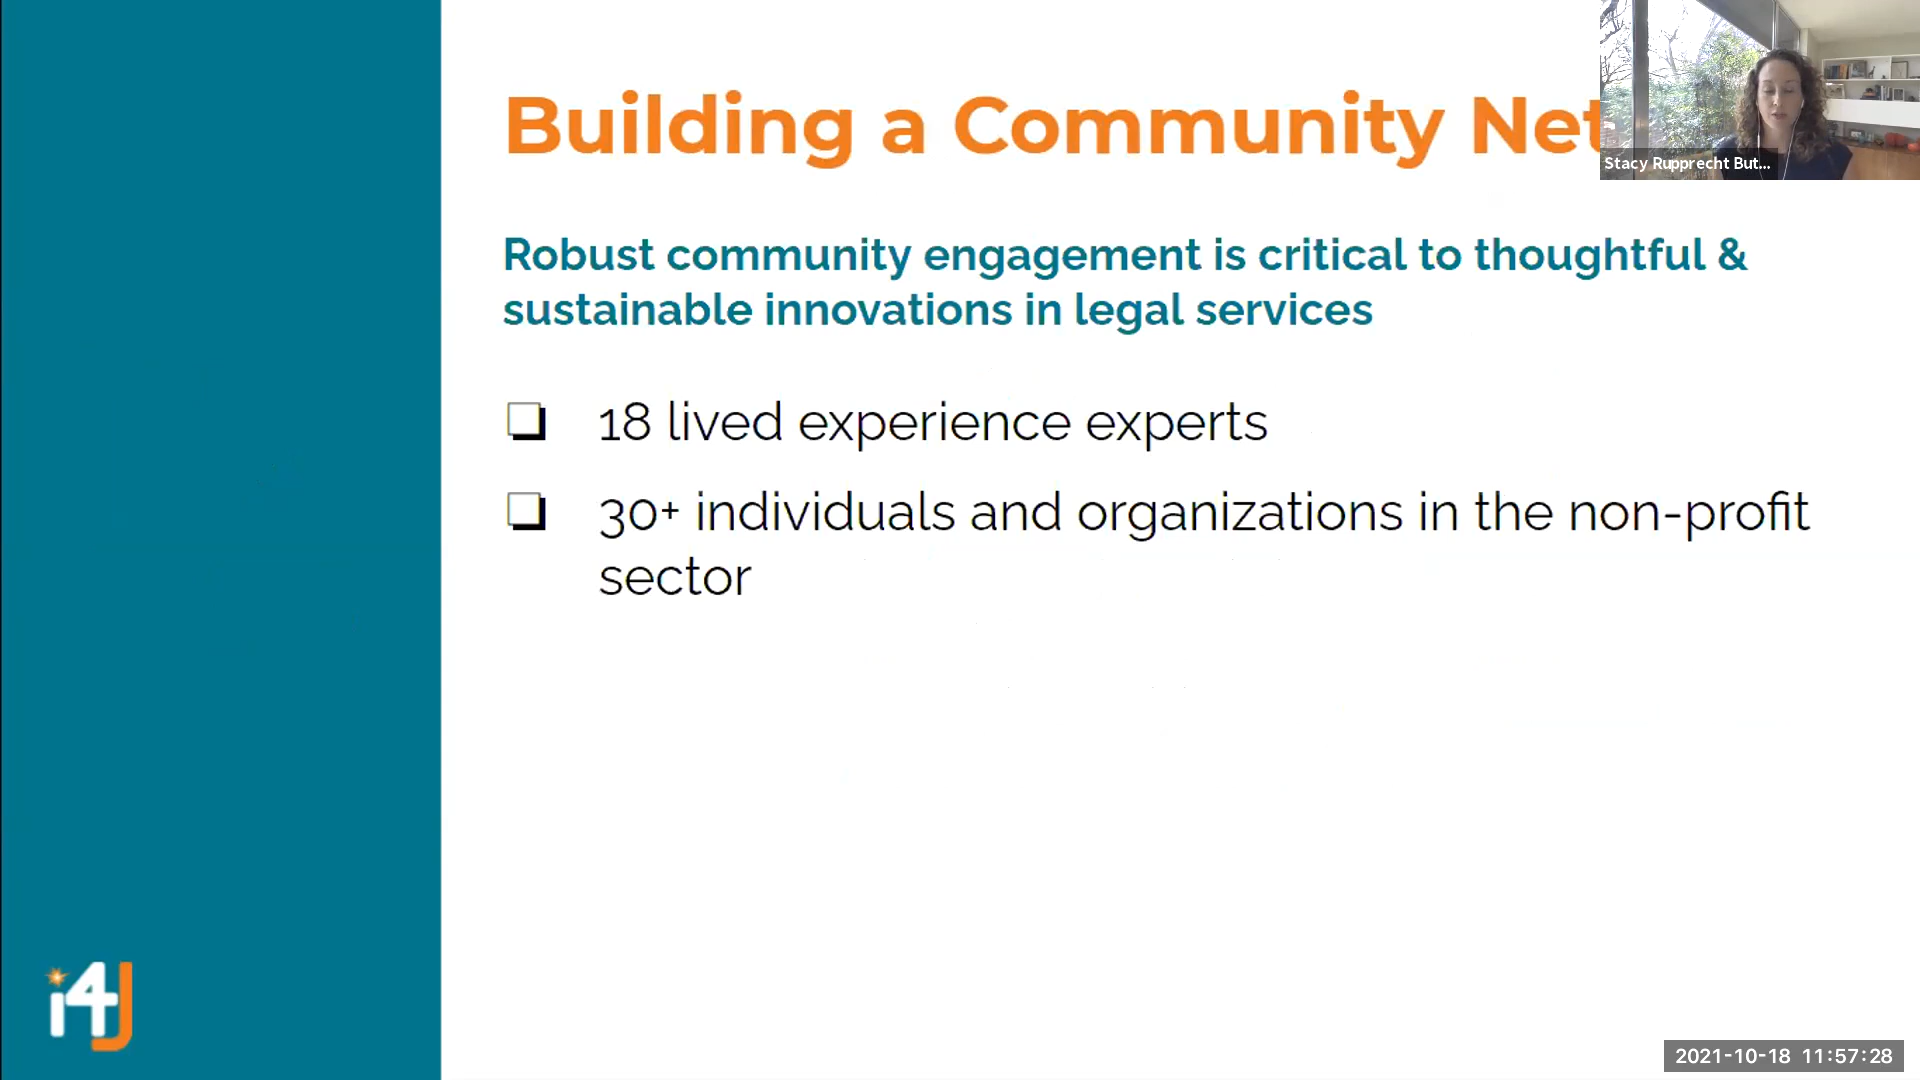 Building a Community Net
Stacy Rupprecht But...
Robust community engagement is critical to thoughtful &
sustainable innovations in legal services
❑ 18 lived experience experts
❑ 30+ individuals and organizations in the non-profit
sector
i4J
2021-10-18 11:57:28